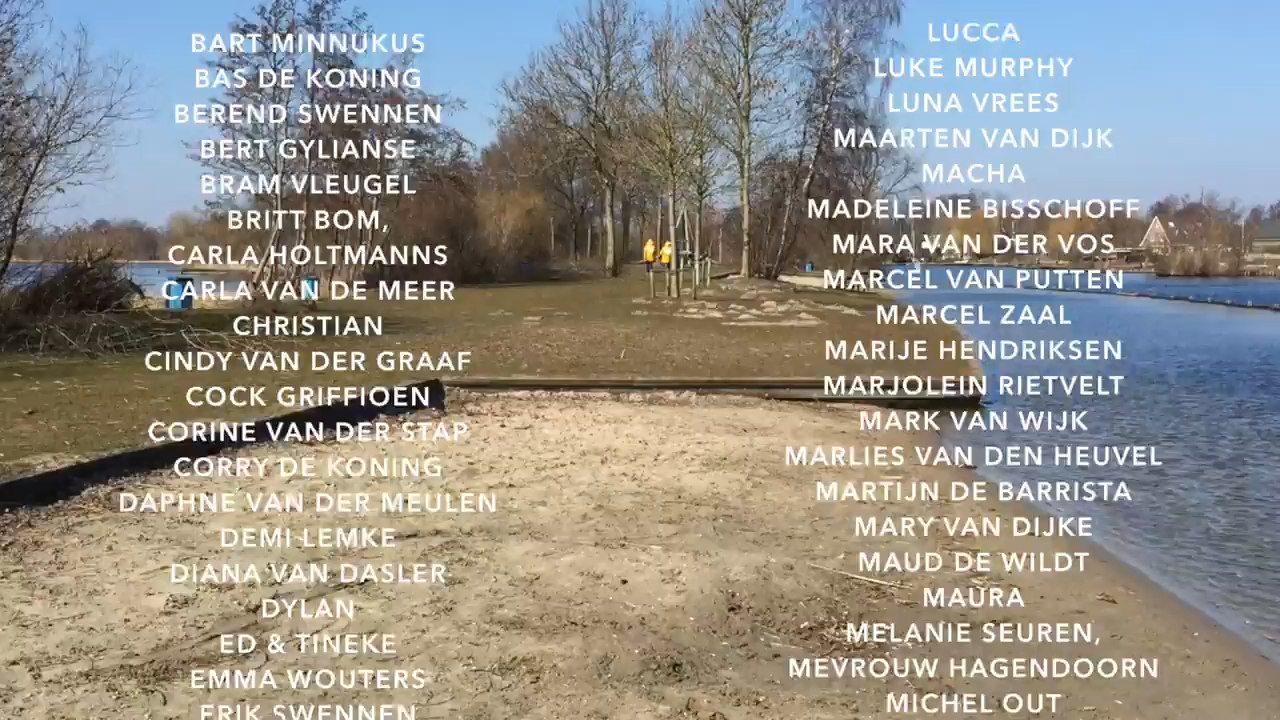 BART MINNUKUS
BAS DE KONING
BEREND SWENNEN
BERT GYLIANSE
BRAM VLEUGEL
BRITT BOM,
CARLA HOLTMANNS
CARLA VAN DE MEER
CHRISTIAN
CINDY VAN DER GRAAF
COCK GRIFFIOEN
CORINE VAN DER STAP
CORRY DE KONING
DAPHNE VAN DER MEULEN
DEMI LEMKE
DIANA VAN DASLER
DYLAN
ED & TINEKE
EMMA WOUTERS
ERIK SWENNEN
LUCCA
LUKE MURPHY
LUNA VREES
MAARTEN VAN DIJK
MACHA
MADELEINE BISSCHOFF
MARA VAN DER VOS
MARCEL VAN PUTTEN
MARCEL ZAAL
MARIJE HENDRIKSEN
MARJOLEIN RIETVELT
MARK VAN WIJK
MARLIES VAN DEN HEUVEL
MARTIJN DE BARRISTA
MARY VAN DIJKE
MAUD DE WILDT
MAURA
MELANIE SEUREN,
MEVROUW HAGENDOORN
MICHEL OUT